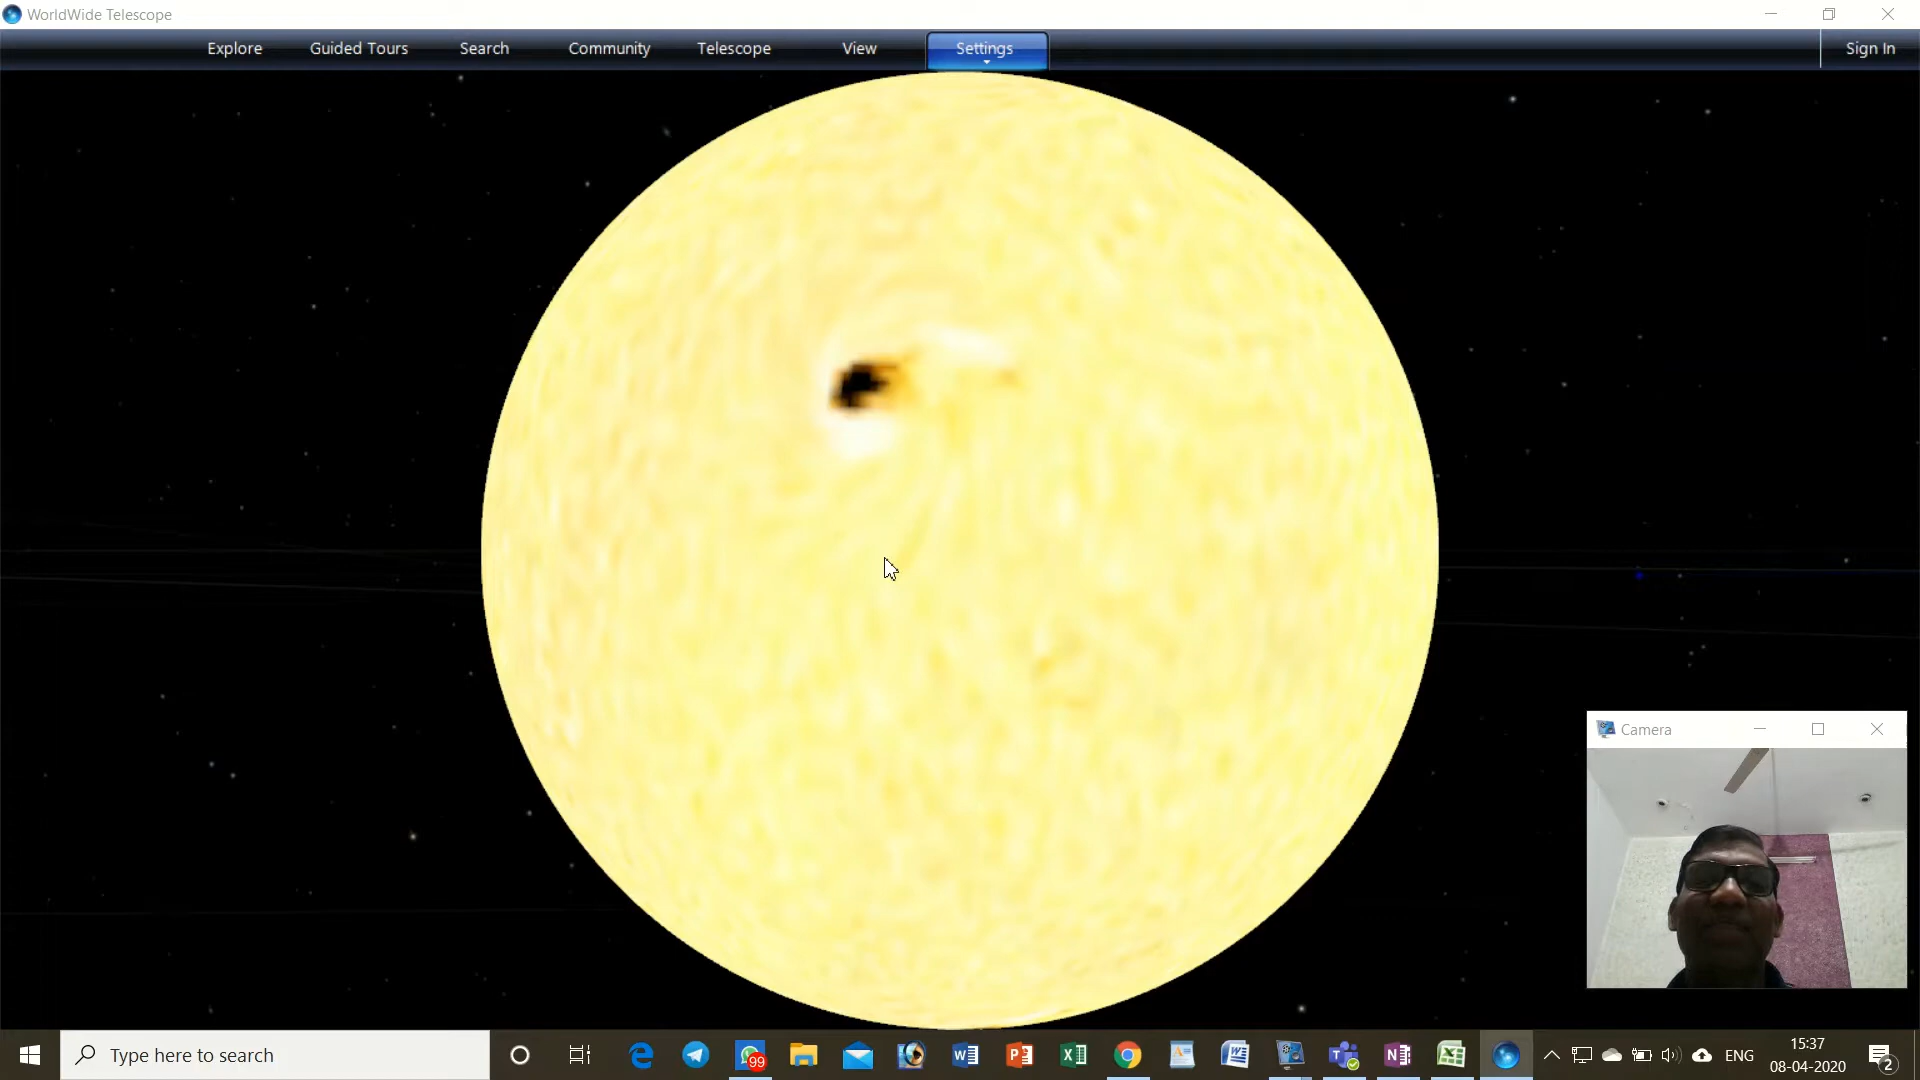 WorldWide Telescope
Explore Guided Tours Search Community Telescope View Settings Sign In
Camera
Type here to search
99
ENG
15:37
08-04-2020
2